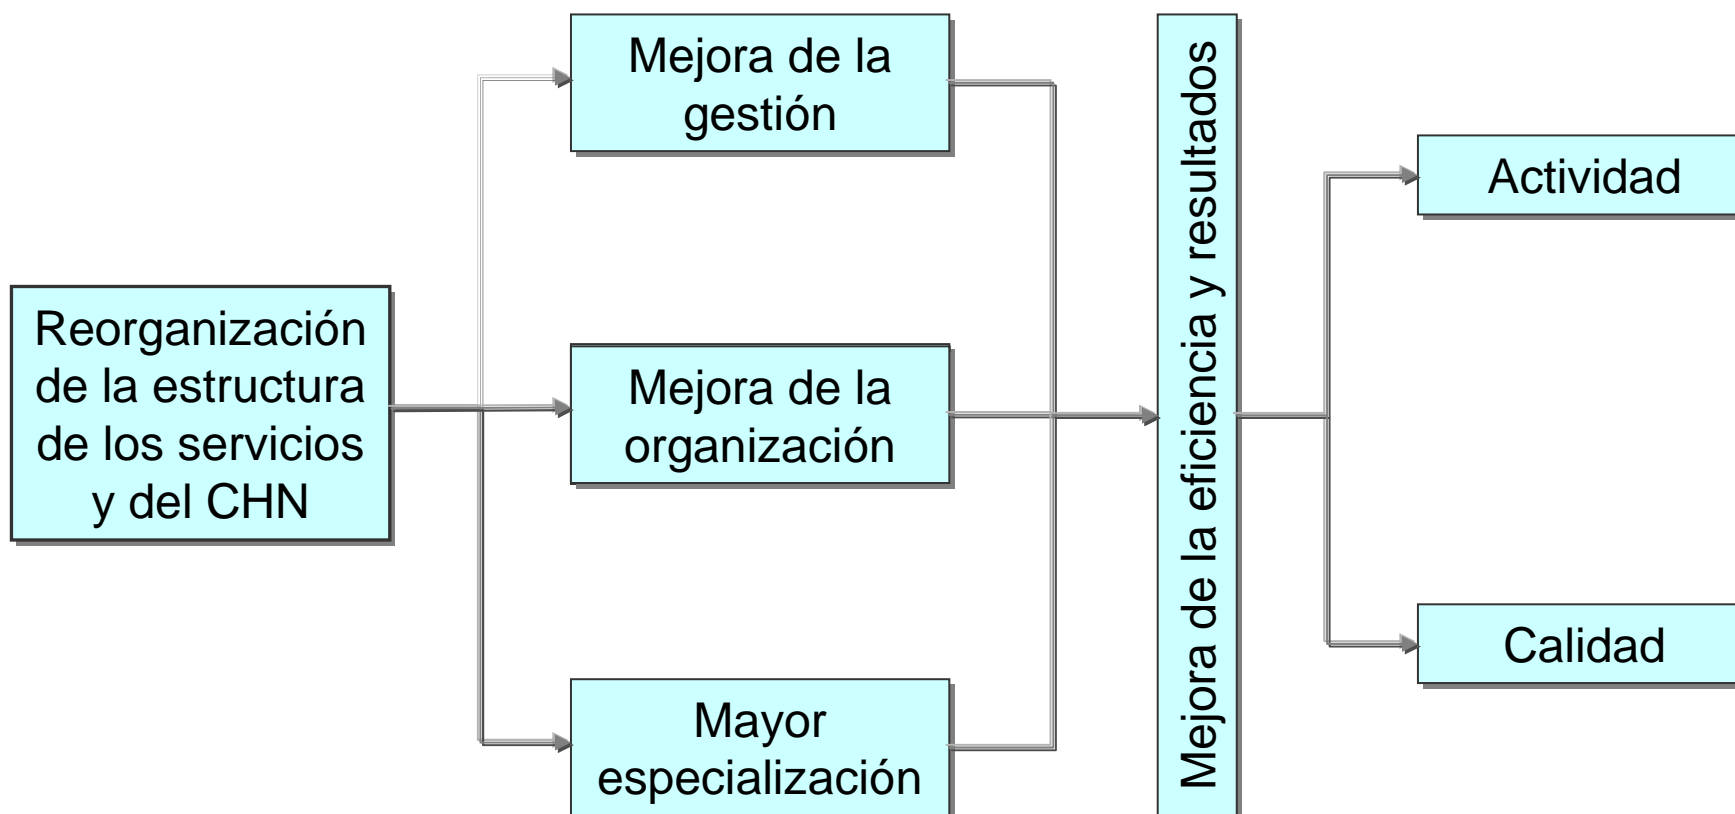 Reorganización
de la estructura
de los servicios
y del CHN
Mejora de la
gestión
Mejora de la
organización
Mayor
especialización
Mejora de la eficiencia y resultados
Actividad
Calidad